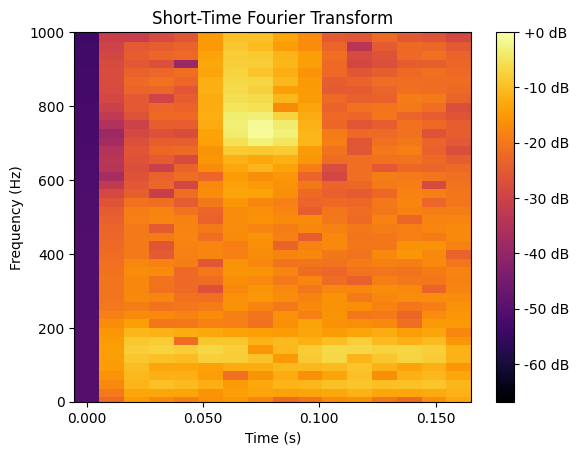 Short-Time Fourier Transform
1000
800
600
400
200
0
Frequency (Hz)
0.000
0.050
0.100
0.150
Time (s)
+0 dB
-10 dB
-20 dB
-30 dB
-40 dB
-50 dB
-60 dB